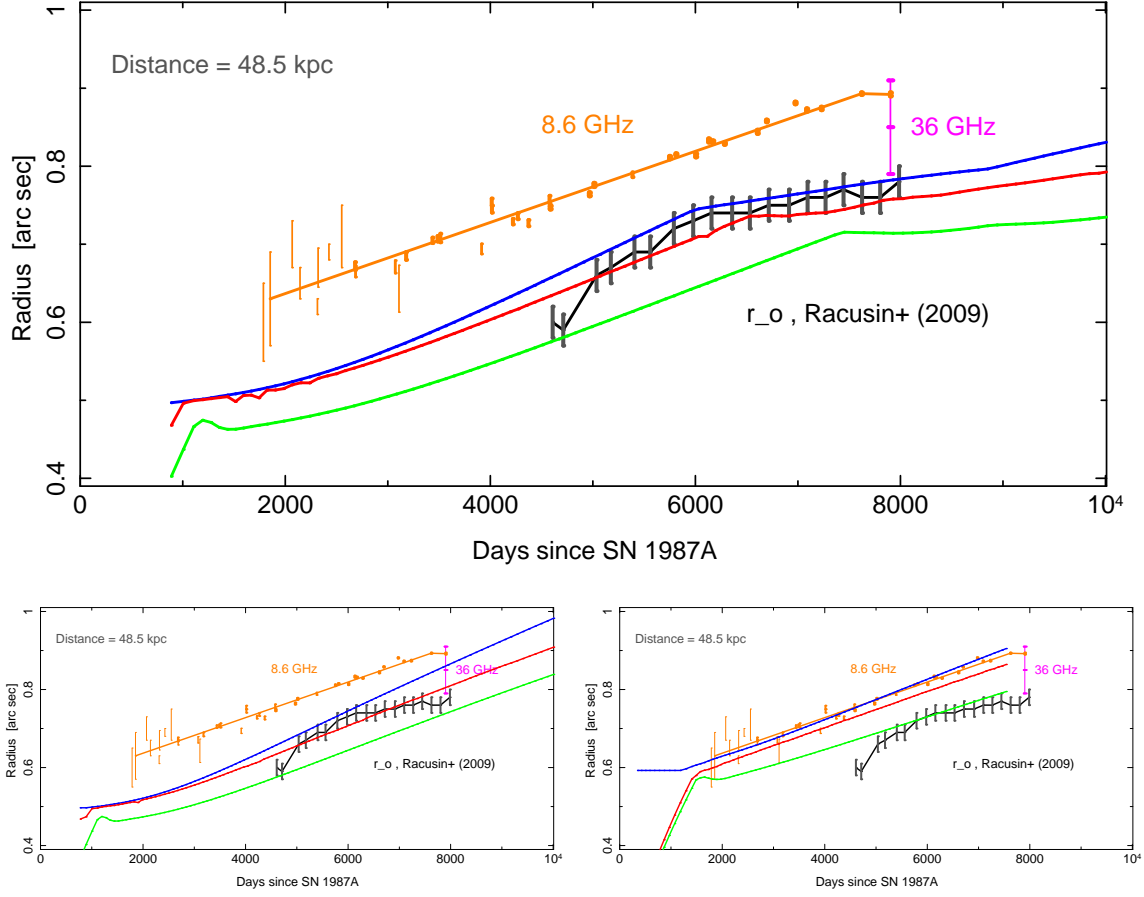 Distance = 48.5 kpc
8.6 GHz
36 GHz
r_o , Racusin+ (2009)
Radius [arc sec]
1
0.8
0.6
0.4
0 2000 4000 6000 8000 10⁴
Days since SN 1987A
Distance = 48.5 kpc
8.6 GHz
36 GHz
r_o , Racusin+ (2009)
Radius [arc sec]
1
0.8
0.6
0.4
0 2000 4000 6000 8000 10⁴
Days since SN 1987A
Distance = 48.5 kpc
8.6 GHz
36 GHz
r_o , Racusin+ (2009)
Radius [arc sec]
1
0.8
0.6
0.4
0 2000 4000 6000 8000 10⁴
Days since SN 1987A